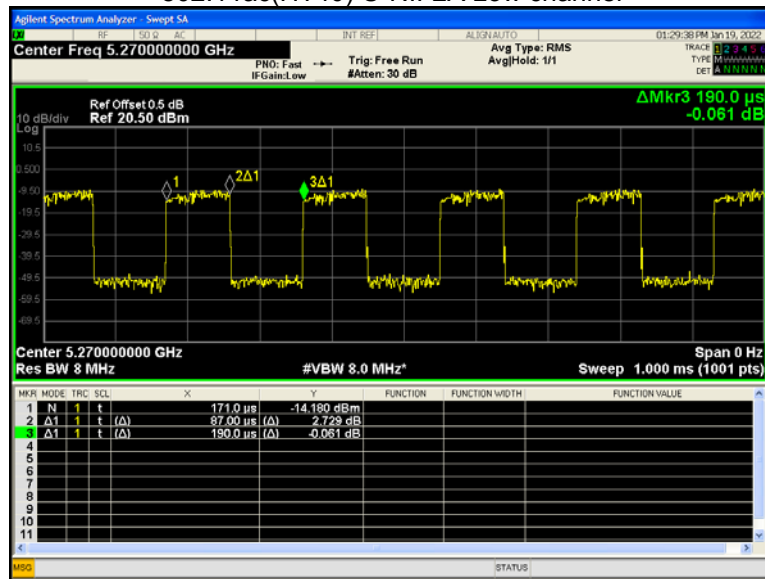 Agilent Spectrum Analyzer - Swept SA
RF 50 Ω AC INT REF ALIGN AUTO 01:29:38 PM Jan 19, 2022
Center Freq 5.270000000 GHz
PNO: Fast
IFGain:Low
Trig: Free Run
#Atten: 30 dB
Avg Type: RMS
Avg|Hold: 1/1
TRACE 1 2 3 4 5 6
TYPE M
DET A N N N N N
Ref Offset 0.5 dB
10 dB/div Ref 20.50 dBm
Log
ΔMkr3 190.0 µs
-0.061 dB
10.5
0.500
-9.50
-19.5
-29.5
-39.5
-49.5
-59.5
-69.5
1
2Δ1
3Δ1
Center 5.270000000 GHz Span 0 Hz
Res BW 8 MHz #VBW 8.0 MHz* Sweep 1.000 ms (1001 pts)
MKR MODE TRC SCL X Y FUNCTION FUNCTION WIDTH FUNCTION VALUE
1 N 1 t 171.0 µs -14.180 dBm
2 Δ1 1 t (Δ) 87.00 µs (Δ) 2.729 dB
3 Δ1 1 t (Δ) 190.0 µs (Δ) -0.061 dB
4
5
6
7
8
9
10
11
MSG STATUS